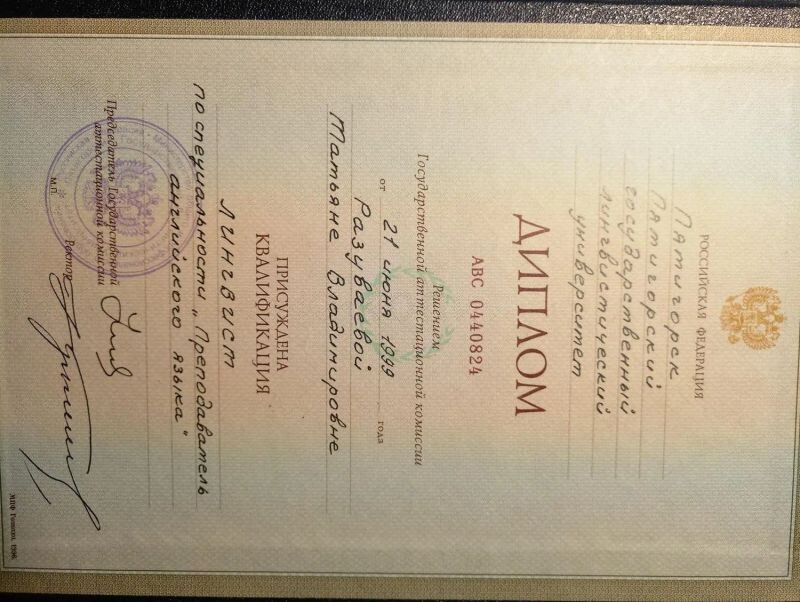 РОССИЙСКАЯ ФЕДЕРАЦИЯ
Пятигорск
Пятигорский
государственный
лингвистический
университет
ДИПЛОМ
АВС 0440824
Решением
Государственной аттестационной комиссии
от 21 июня 1999 года
Разуваевой
Татьяне Владимировне
ПРИСУЖДЕНА
КВАЛИФИКАЦИЯ
Лингвист
по специальности „Преподаватель
английского языка"
Председатель Государственной
аттестационной комиссии
М.П.
Ректор